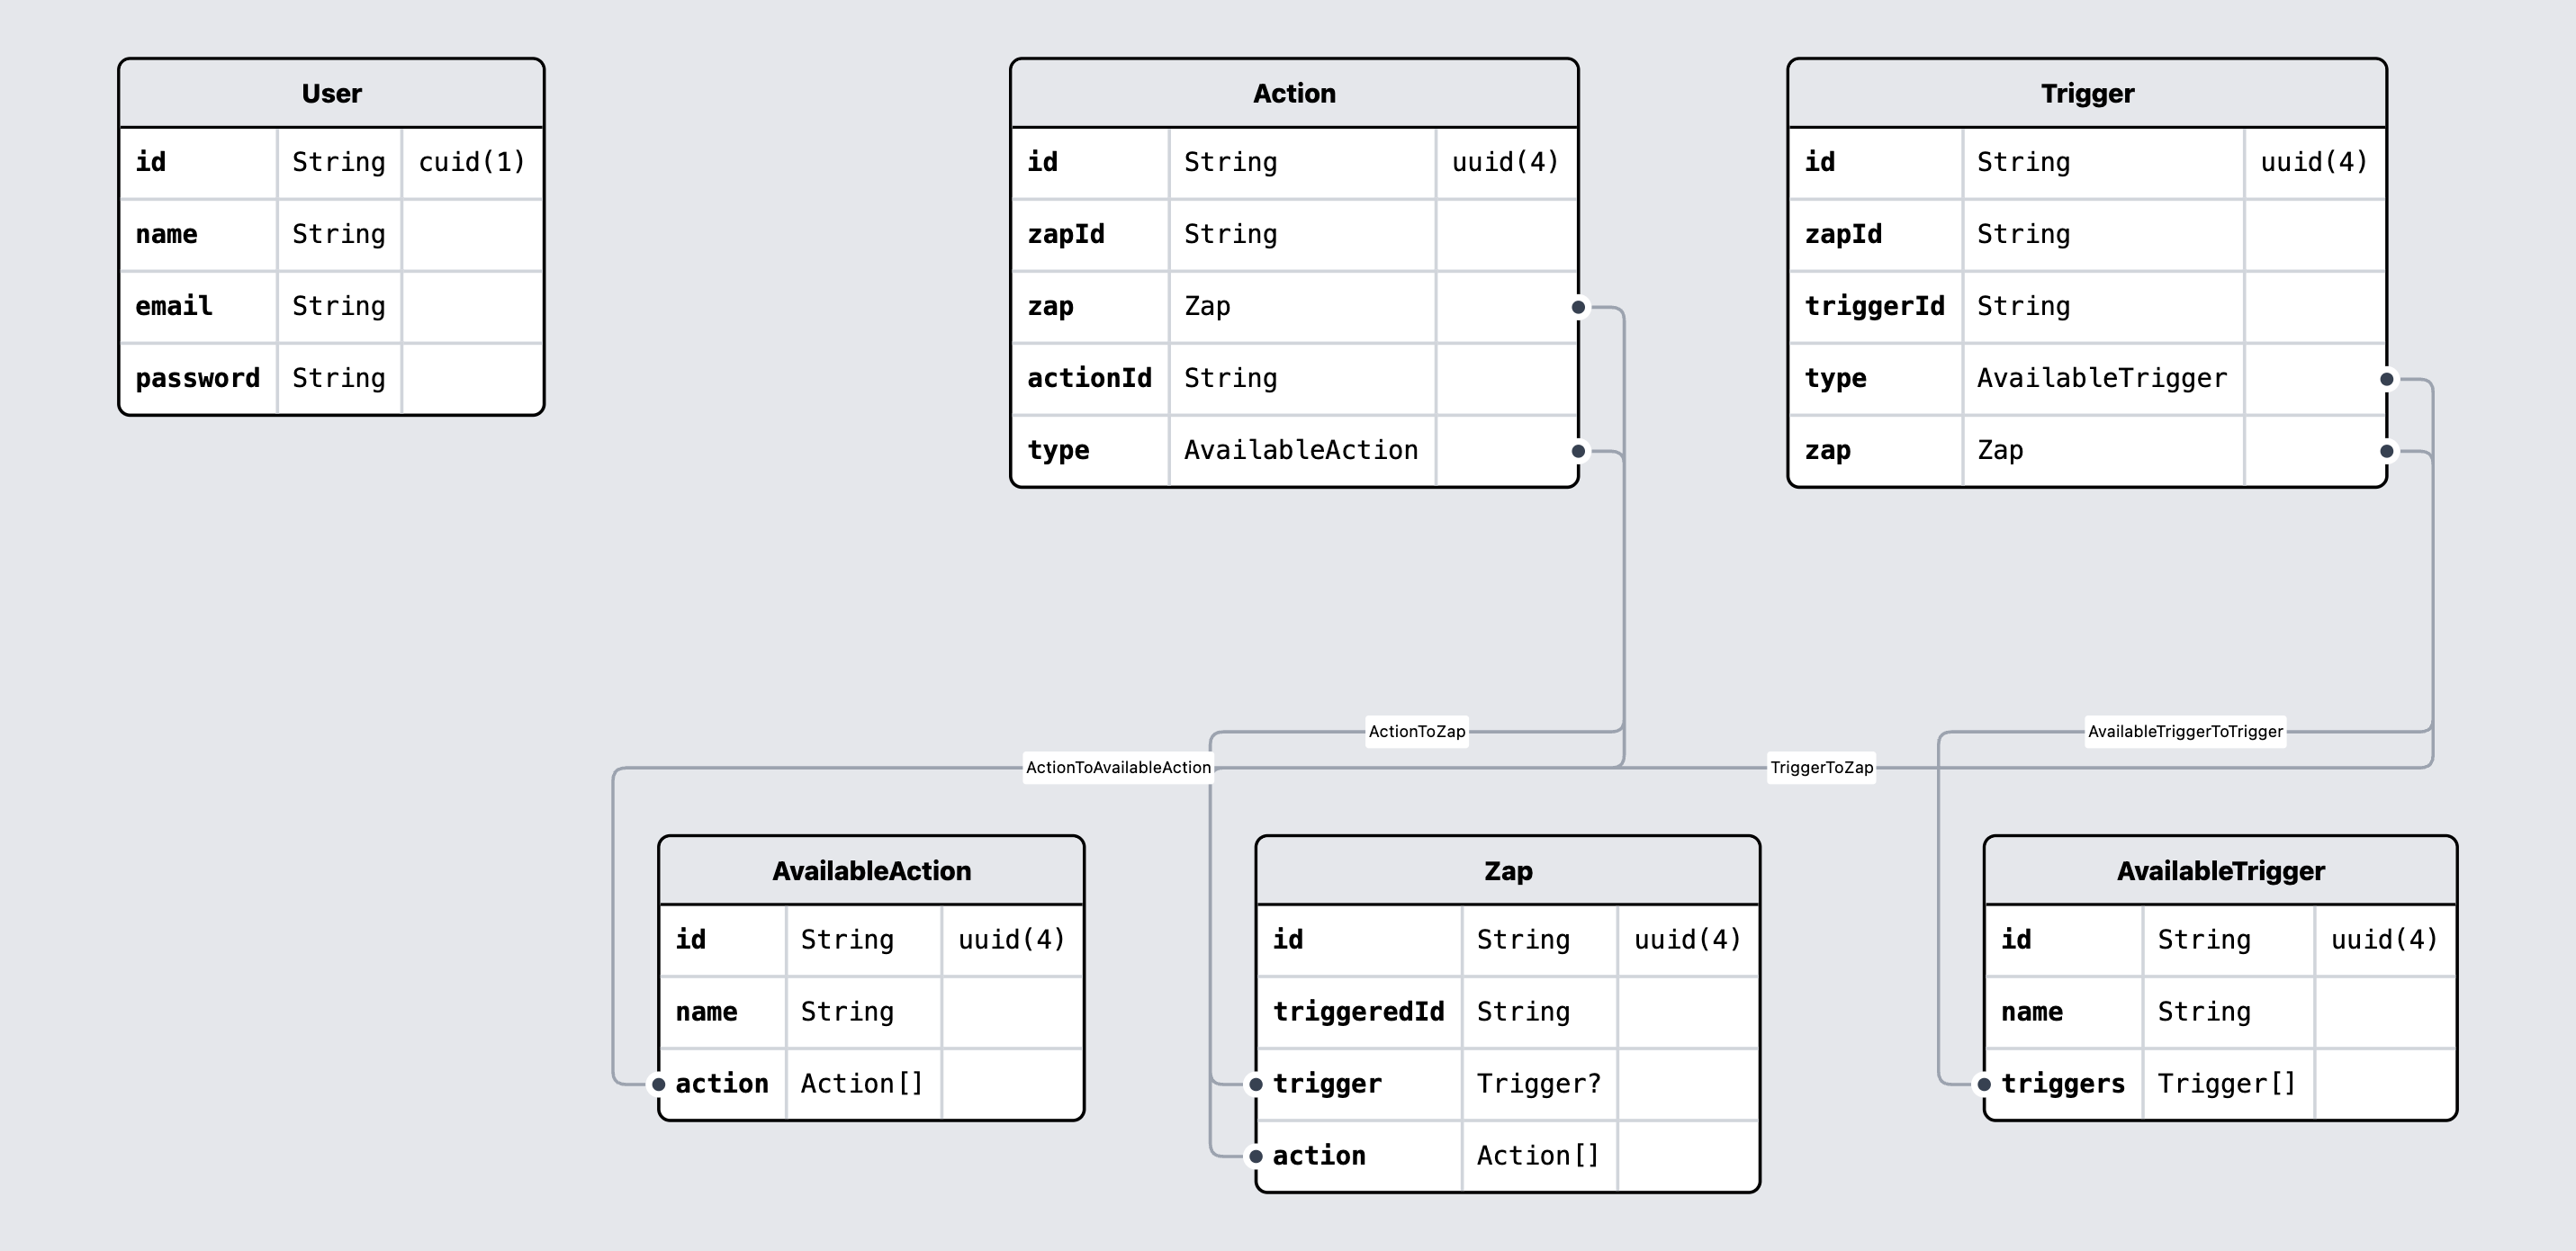 User
id String cuid(1)
name String
email String
password String
Action
id String uuid(4)
zapId String
zap Zap
actionId String
type AvailableAction
Trigger
id String uuid(4)
zapId String
triggerId String
type AvailableTrigger
zap Zap
ActionToZap
AvailableTriggerToTrigger
ActionToAvailableAction
TriggerToZap
AvailableAction
id String uuid(4)
name String
action Action[]
Zap
id String uuid(4)
triggeredId String
trigger Trigger?
action Action[]
AvailableTrigger
id String uuid(4)
name String
triggers Trigger[]